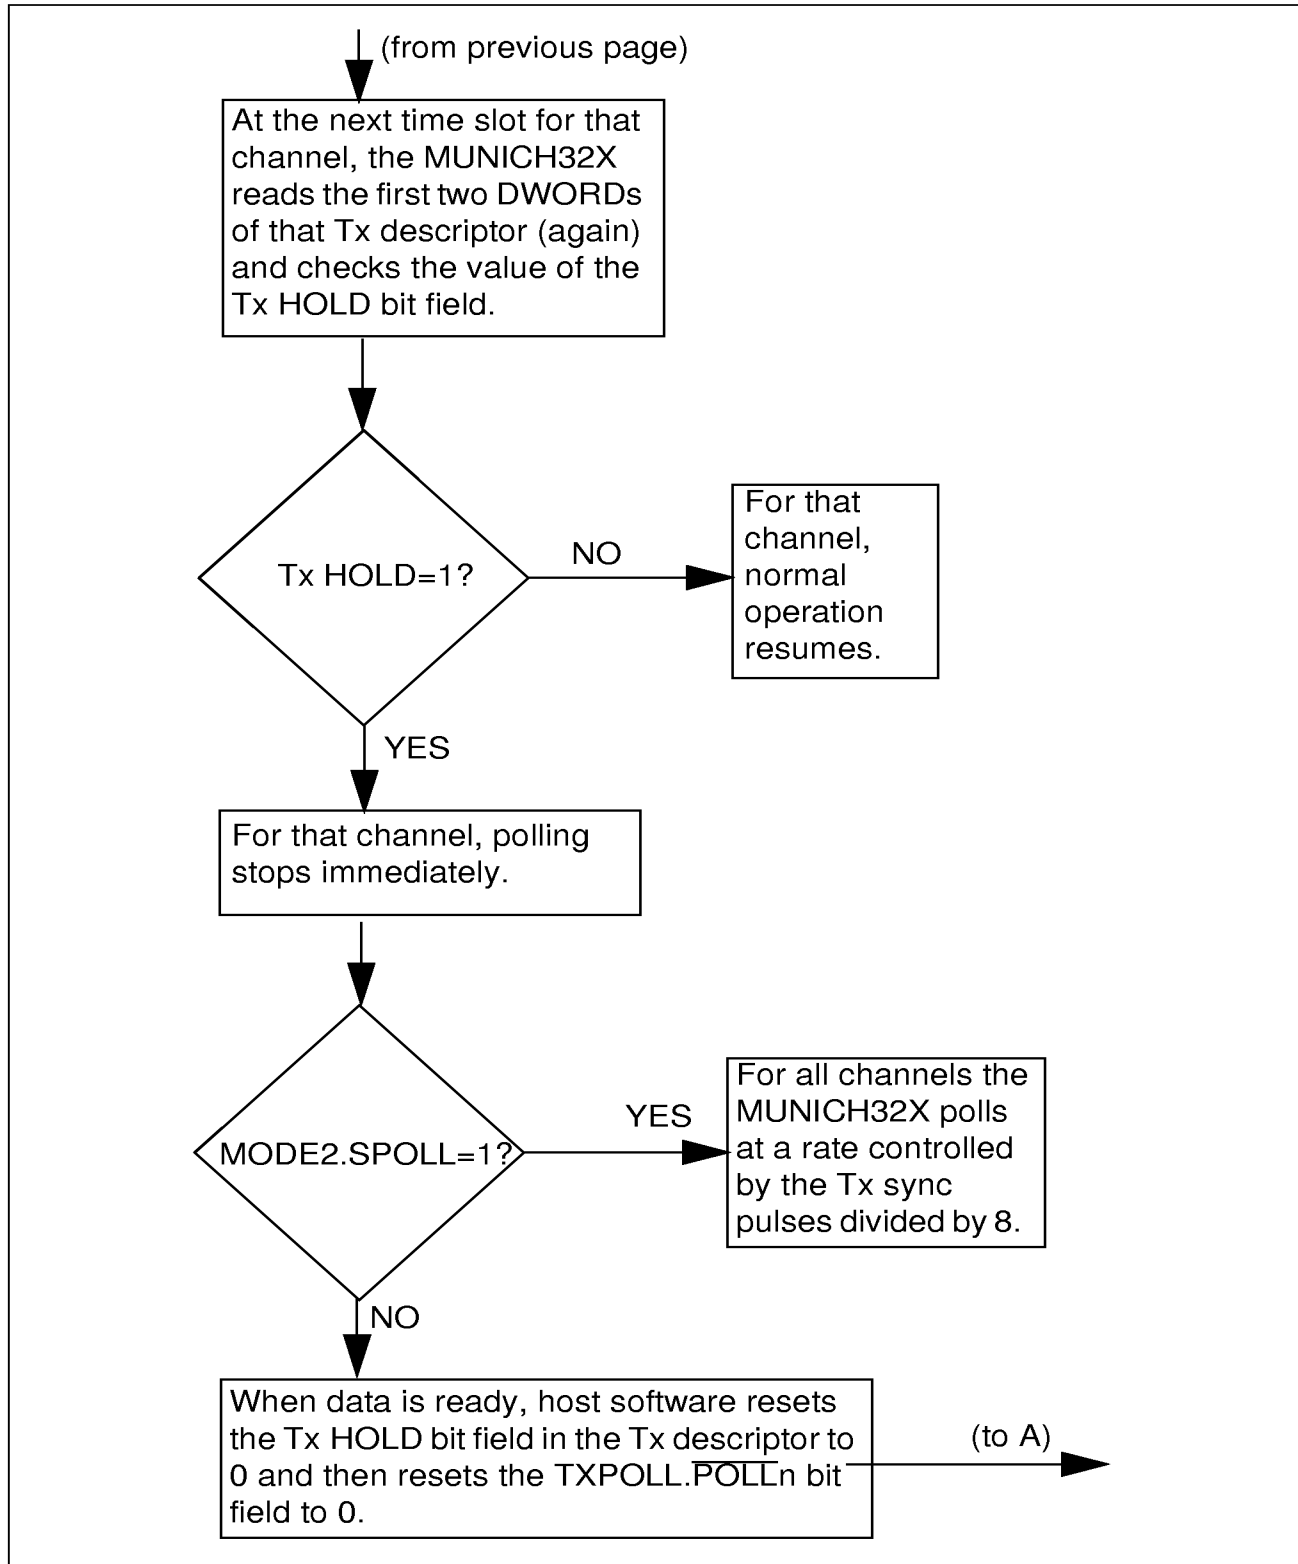 (from previous page)
At the next time slot for that
channel, the MUNICH32X
reads the first two DWORDs
of that Tx descriptor (again)
and checks the value of the
Tx HOLD bit field.
Tx HOLD=1?
NO
For that
channel,
normal
operation
resumes.
YES
For that channel, polling
stops immediately.
MODE2.SPOLL=1?
YES
For all channels the
MUNICH32X polls
at a rate controlled
by the Tx sync
pulses divided by 8.
NO
When data is ready, host software resets
the Tx HOLD bit field in the Tx descriptor to
0 and then resets the TXPOLL.P̅O̅L̅L̅n bit
field to 0.
(to A)